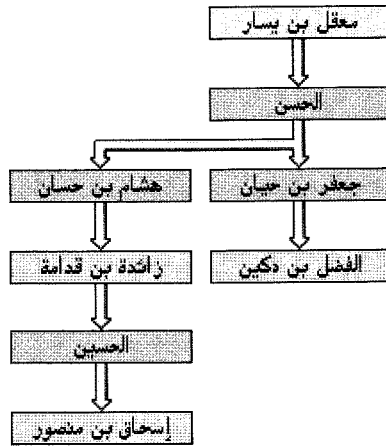 معقل بن يسار
الحسن
جعفر بن حيان
هشام بن حسان
الفضل بن دكين
زائدة بن قدامة
الحسين
إسحاق بن منصور